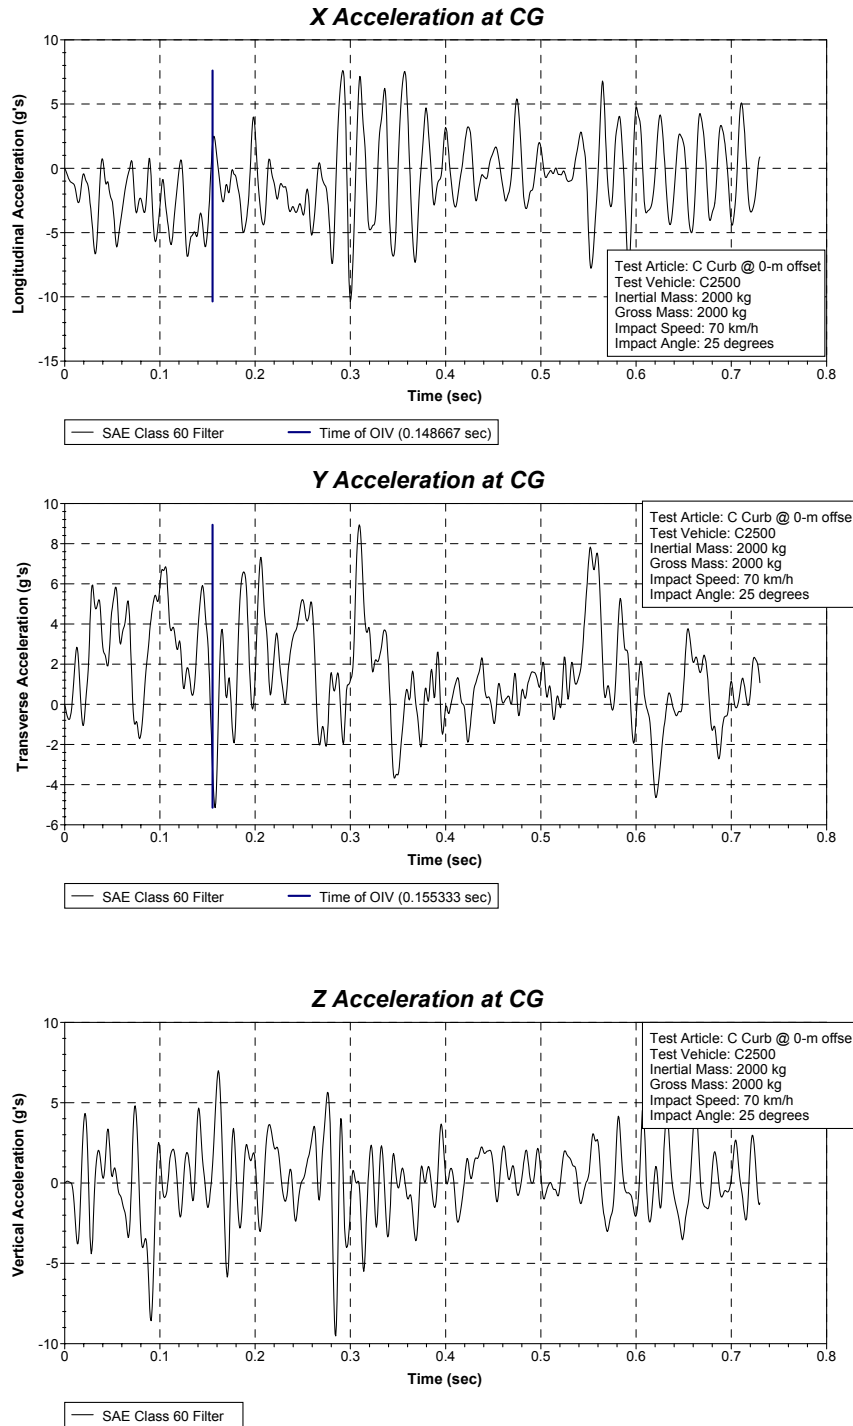 X Acceleration at CG
10
5
0
-5
-10
-15
Longitudinal Acceleration (g's)
0 0.1 0.2 0.3 0.4 0.5 0.6 0.7 0.8
Time (sec)
Test Article: C Curb @ 0-m offset
Test Vehicle: C2500
Inertial Mass: 2000 kg
Gross Mass: 2000 kg
Impact Speed: 70 km/h
Impact Angle: 25 degrees
SAE Class 60 Filter Time of OIV (0.148667 sec)
Y Acceleration at CG
10
8
6
4
2
0
-2
-4
-6
Transverse Acceleration (g's)
0 0.1 0.2 0.3 0.4 0.5 0.6 0.7 0.8
Time (sec)
Test Article: C Curb @ 0-m offse
Test Vehicle: C2500
Inertial Mass: 2000 kg
Gross Mass: 2000 kg
Impact Speed: 70 km/h
Impact Angle: 25 degrees
SAE Class 60 Filter Time of OIV (0.155333 sec)
Z Acceleration at CG
10
5
0
-5
-10
Vertical Acceleration (g's)
0 0.1 0.2 0.3 0.4 0.5 0.6 0.7 0.8
Time (sec)
Test Article: C Curb @ 0-m offse
Test Vehicle: C2500
Inertial Mass: 2000 kg
Gross Mass: 2000 kg
Impact Speed: 70 km/h
Impact Angle: 25 degrees
SAE Class 60 Filter